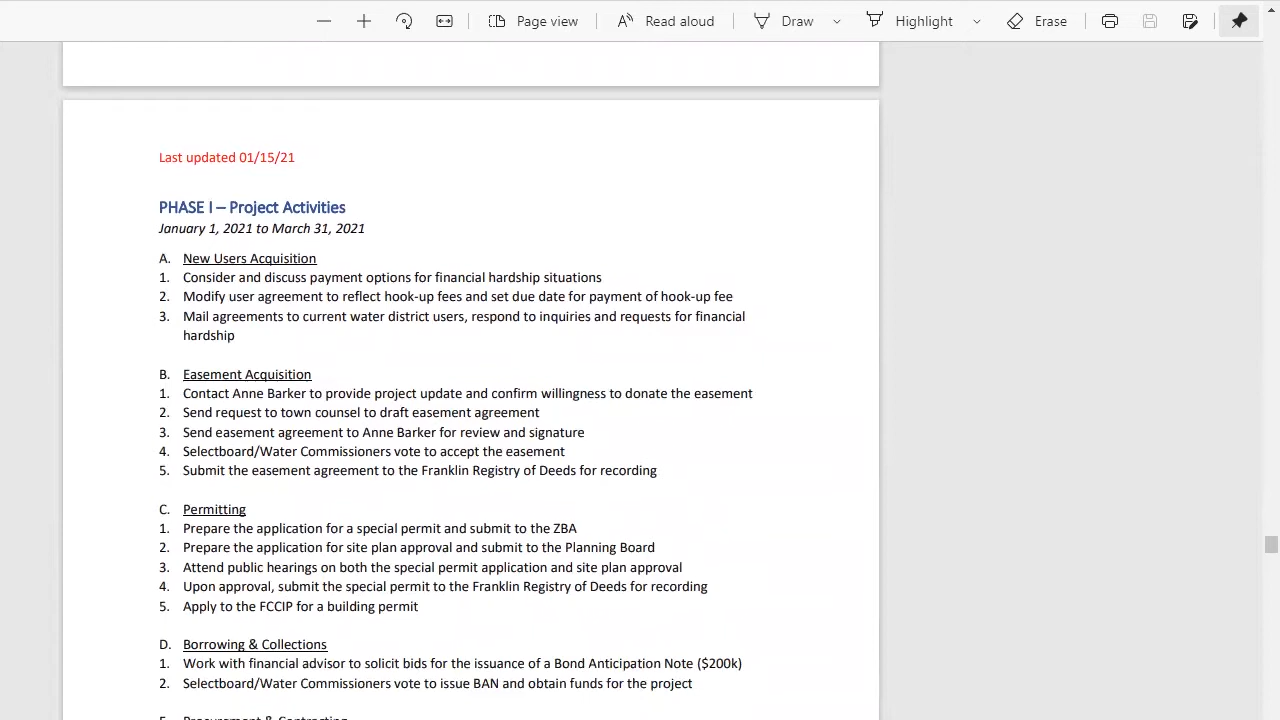 Page view
Read aloud
Draw
Highlight
Erase
Last updated 01/15/21
PHASE I – Project Activities
January 1, 2021 to March 31, 2021
A. New Users Acquisition
1. Consider and discuss payment options for financial hardship situations
2. Modify user agreement to reflect hook-up fees and set due date for payment of hook-up fee
3. Mail agreements to current water district users, respond to inquiries and requests for financial
hardship
B. Easement Acquisition
1. Contact Anne Barker to provide project update and confirm willingness to donate the easement
2. Send request to town counsel to draft easement agreement
3. Send easement agreement to Anne Barker for review and signature
4. Selectboard/Water Commissioners vote to accept the easement
5. Submit the easement agreement to the Franklin Registry of Deeds for recording
C. Permitting
1. Prepare the application for a special permit and submit to the ZBA
2. Prepare the application for site plan approval and submit to the Planning Board
3. Attend public hearings on both the special permit application and site plan approval
4. Upon approval, submit the special permit to the Franklin Registry of Deeds for recording
5. Apply to the FCCIP for a building permit
D. Borrowing & Collections
1. Work with financial advisor to solicit bids for the issuance of a Bond Anticipation Note ($200k)
2. Selectboard/Water Commissioners vote to issue BAN and obtain funds for the project
E. Procurement & Contracting